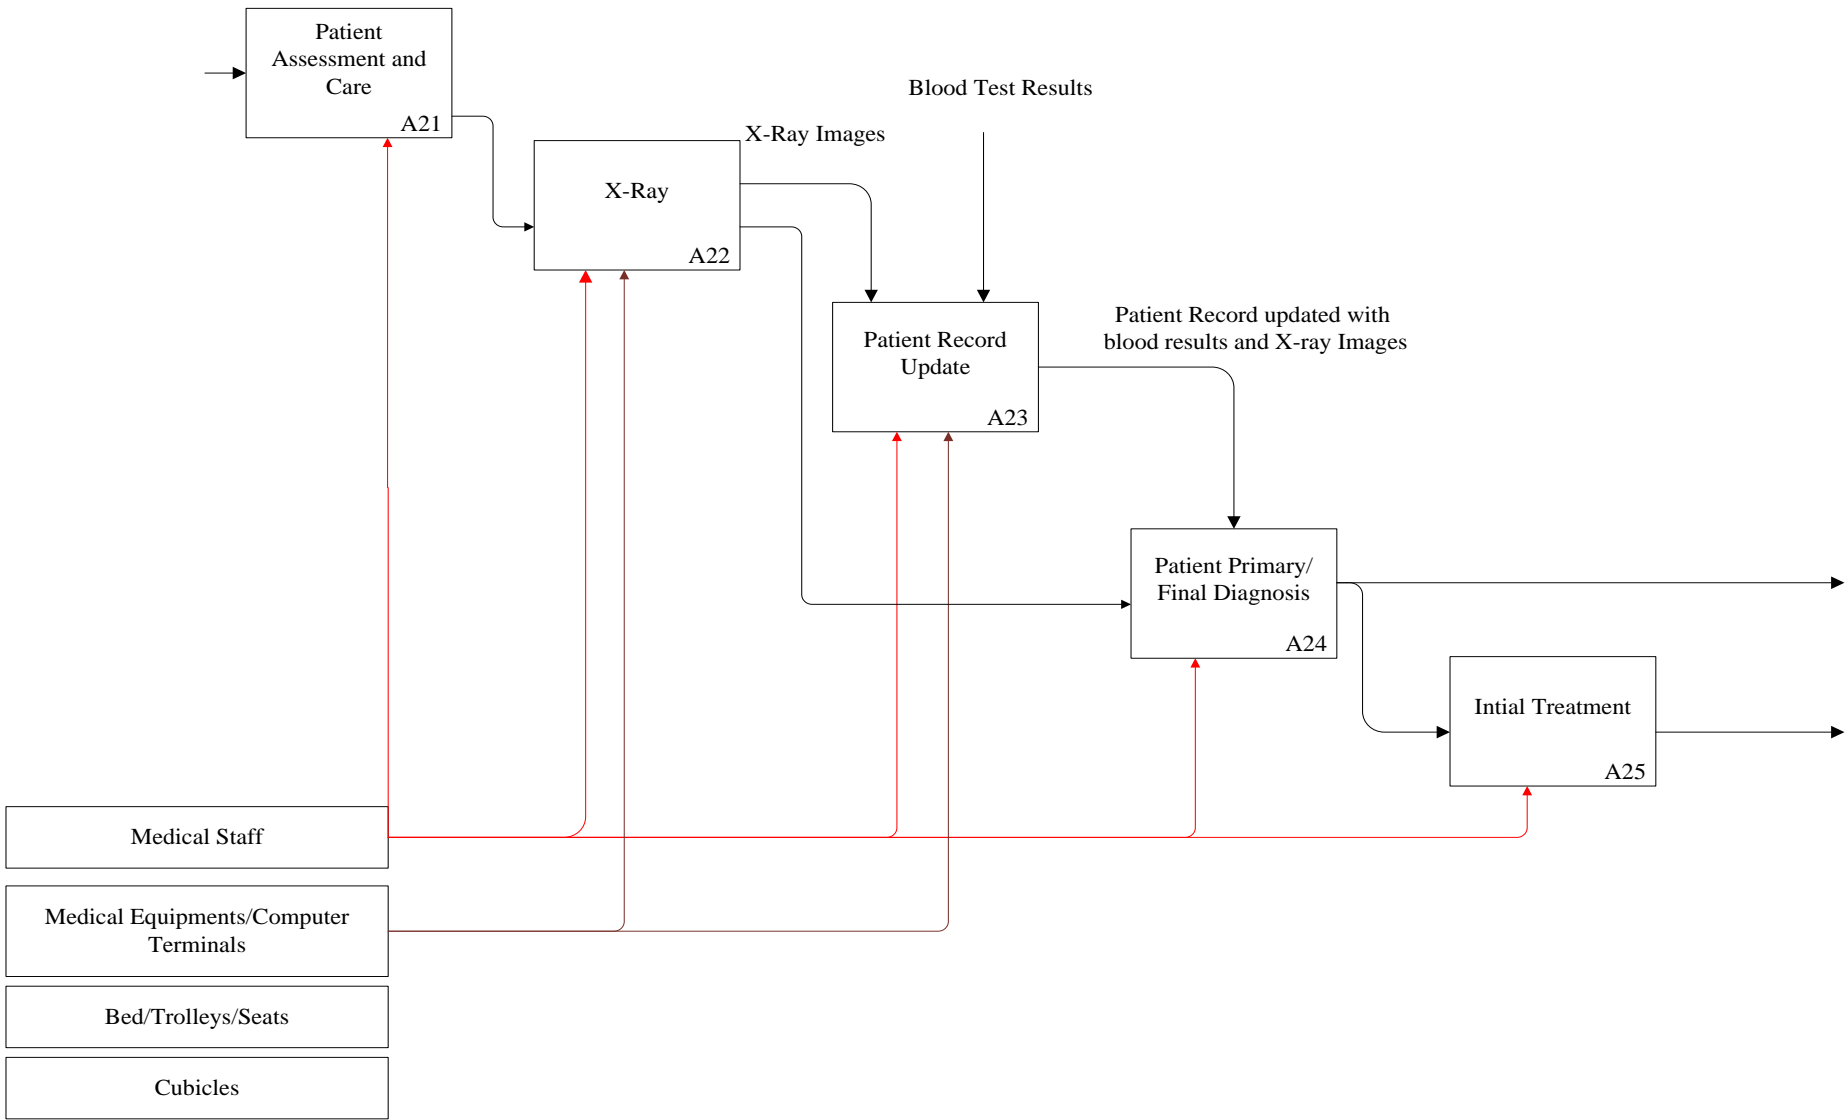 Patient
Assessment and
Care
A21
Blood Test Results
X-Ray Images
X-Ray
A22
Patient Record updated with
blood results and X-ray Images
Patient Record
Update
A23
Patient Primary/
Final Diagnosis
A24
Intial Treatment
A25
Medical Staff
Medical Equipments/Computer
Terminals
Bed/Trolleys/Seats
Cubicles